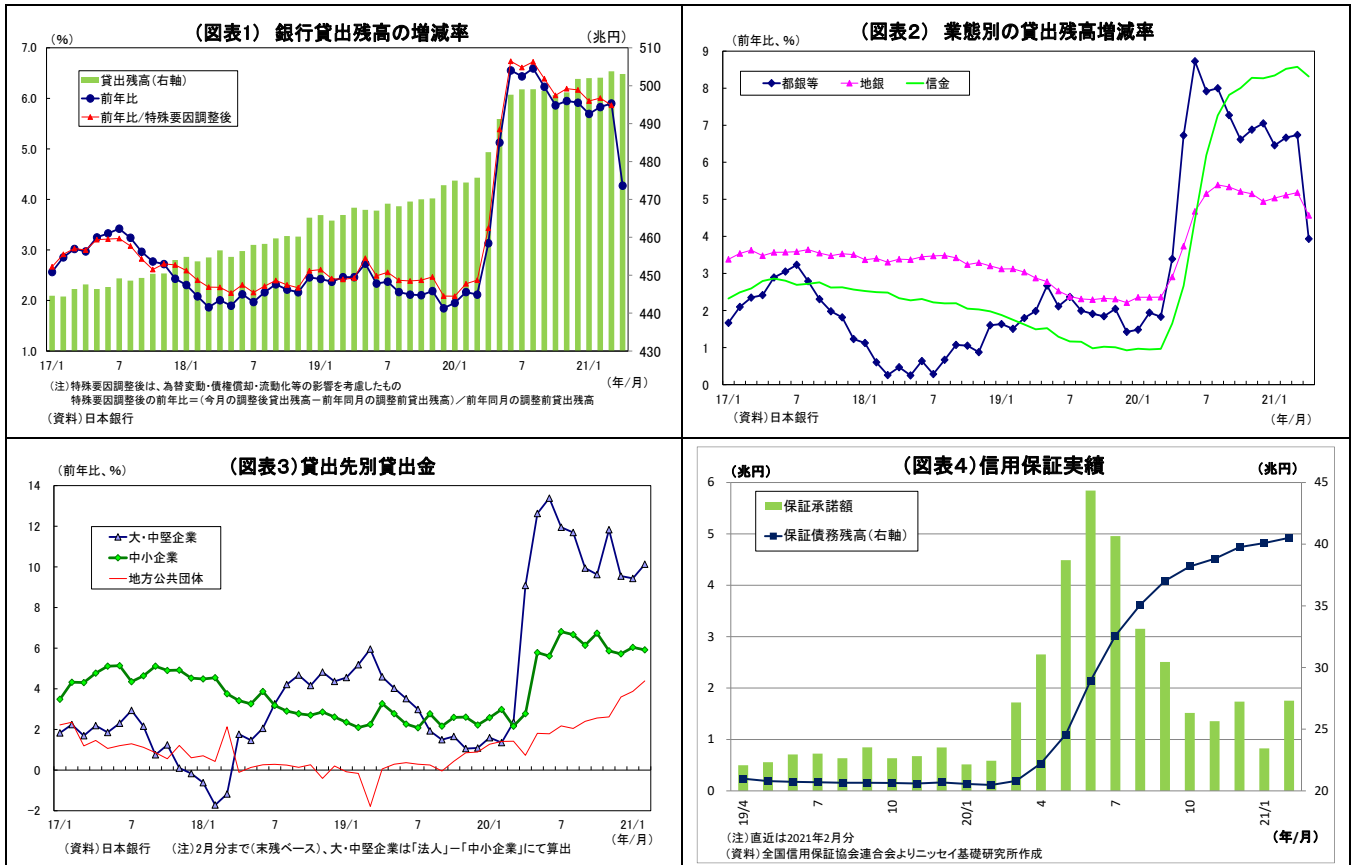 (図表1) 銀行貸出残高の増減率
(%)
(兆円)
貸出残高(右軸)
前年比
前年比/特殊要因調整後
7.0
6.0
5.0
4.0
3.0
2.0
1.0
510
500
490
480
470
460
450
440
430
17/1 7 18/1 7 19/1 7 20/1 7 21/1
(年/月)
(注)特殊要因調整後は、為替変動・債権償却・流動化等の影響を考慮したもの
特殊要因調整後の前年比=(今月の調整後貸出残高-前年同月の調整前貸出残高)/前年同月の調整前貸出残高
(資料)日本銀行
(図表2) 業態別の貸出残高増減率
(前年比、%)
都銀等 地銀 信金
9
8
7
6
5
4
3
2
1
0
17/1 7 18/1 7 19/1 7 20/1 7 21/1
(資料)日本銀行
(年/月)
(図表3)貸出先別貸出金
(前年比、%)
大・中堅企業
中小企業
地方公共団体
14
12
10
8
6
4
2
0
-2
17/1 7 18/1 7 19/1 7 20/1 7 21/1
(年/月)
(資料)日本銀行 (注)2月分まで(末残ベース)、大・中堅企業は「法人」-「中小企業」にて算出
(図表4)信用保証実績
(兆円)
(兆円)
保証承諾額
保証債務残高(右軸)
6
5
4
3
2
1
0
45
40
35
30
25
20
19/4 7 10 20/1 4 7 10 21/1
(年/月)
(注)直近は2021年2月分
(資料)全国信用保証協会連合会よりニッセイ基礎研究所作成